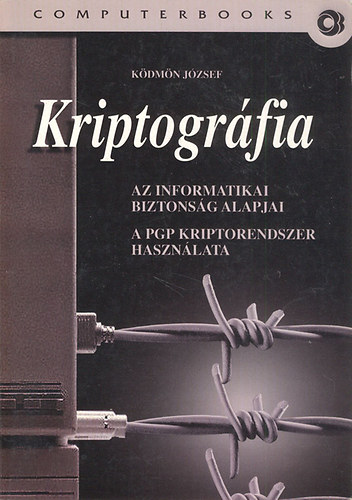 COMPUTERBOOKS
KÖDMÖN JÓZSEF
Kriptográfia
AZ INFORMATIKAI
BIZTONSÁG ALAPJAI
A PGP KRIPTORENDSZER
HASZNÁLATA